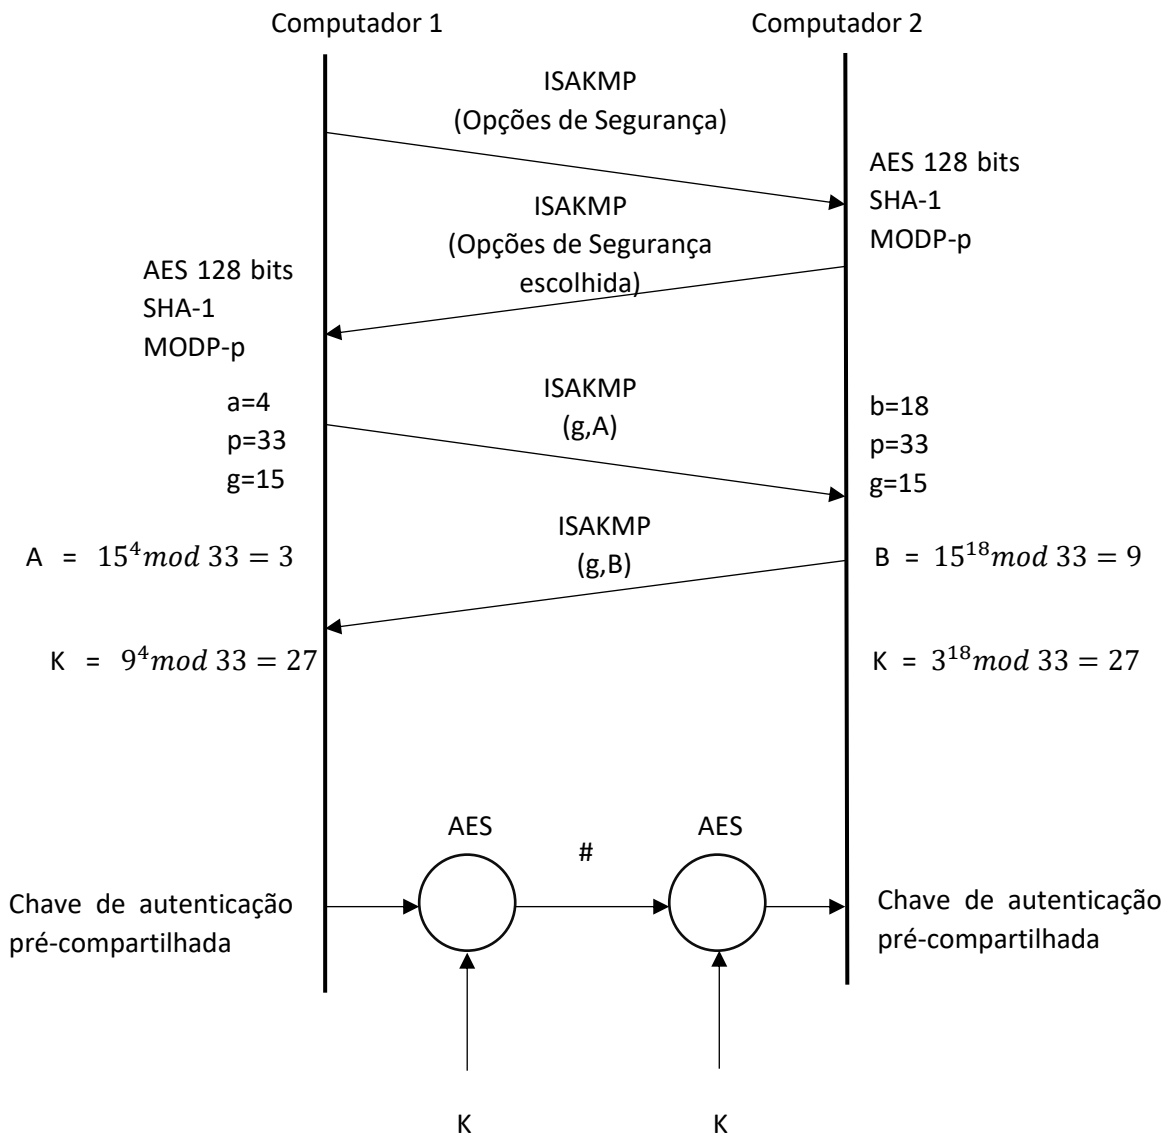 Computador 1
Computador 2
ISAKMP
(Opções de Segurança)
AES 128 bits
SHA-1
MODP-p
ISAKMP
(Opções de Segurança
escolhida)
AES 128 bits
SHA-1
MODP-p
a=4
p=33
g=15
ISAKMP
(g,A)
b=18
p=33
g=15
ISAKMP
(g,B)
A = 15⁴mod 33 = 3
B = 15¹⁸mod 33 = 9
K = 9⁴mod 33 = 27
K = 3¹⁸mod 33 = 27
AES
#
AES
Chave de autenticação
pré-compartilhada
Chave de autenticação
pré-compartilhada
K
K